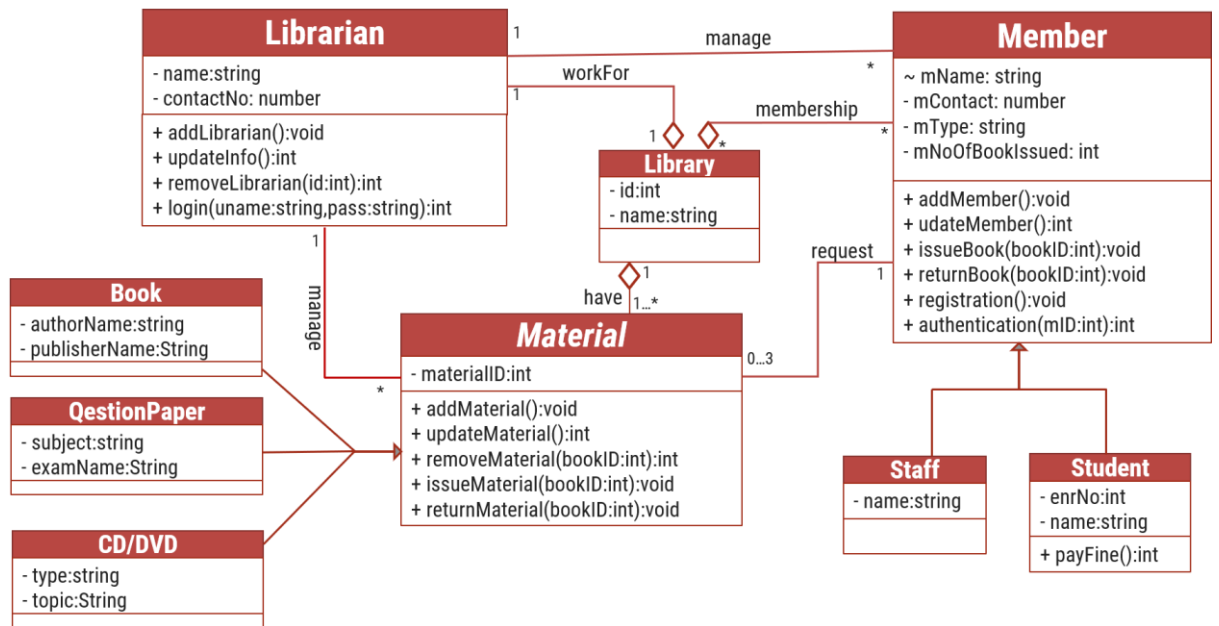 Librarian
- name:string
- contactNo: number
+ addLibrarian():void
+ updateInfo():int
+ removeLibrarian(id:int):int
+ login(uname:string,pass:string):int
1
manage
*
1
workFor
1
membership
*
*
Member
~ mName: string
- mContact: number
- mType: string
- mNoOfBookIssued: int
+ addMember():void
+ udateMember():int
+ issueBook(bookID:int):void
+ returnBook(bookID:int):void
+ registration():void
+ authentication(mID:int):int
Library
- id:int
- name:string
1
have
1...*
request
1
0...3
1
manage
*
Book
- authorName:string
- publisherName:String
QestionPaper
- subject:string
- examName:String
CD/DVD
- type:string
- topic:String
Material
- materialID:int
+ addMaterial():void
+ updateMaterial():int
+ removeMaterial(bookID:int):int
+ issueMaterial(bookID:int):void
+ returnMaterial(bookID:int):void
Staff
- name:string
Student
- enrNo:int
- name:string
+ payFine():int